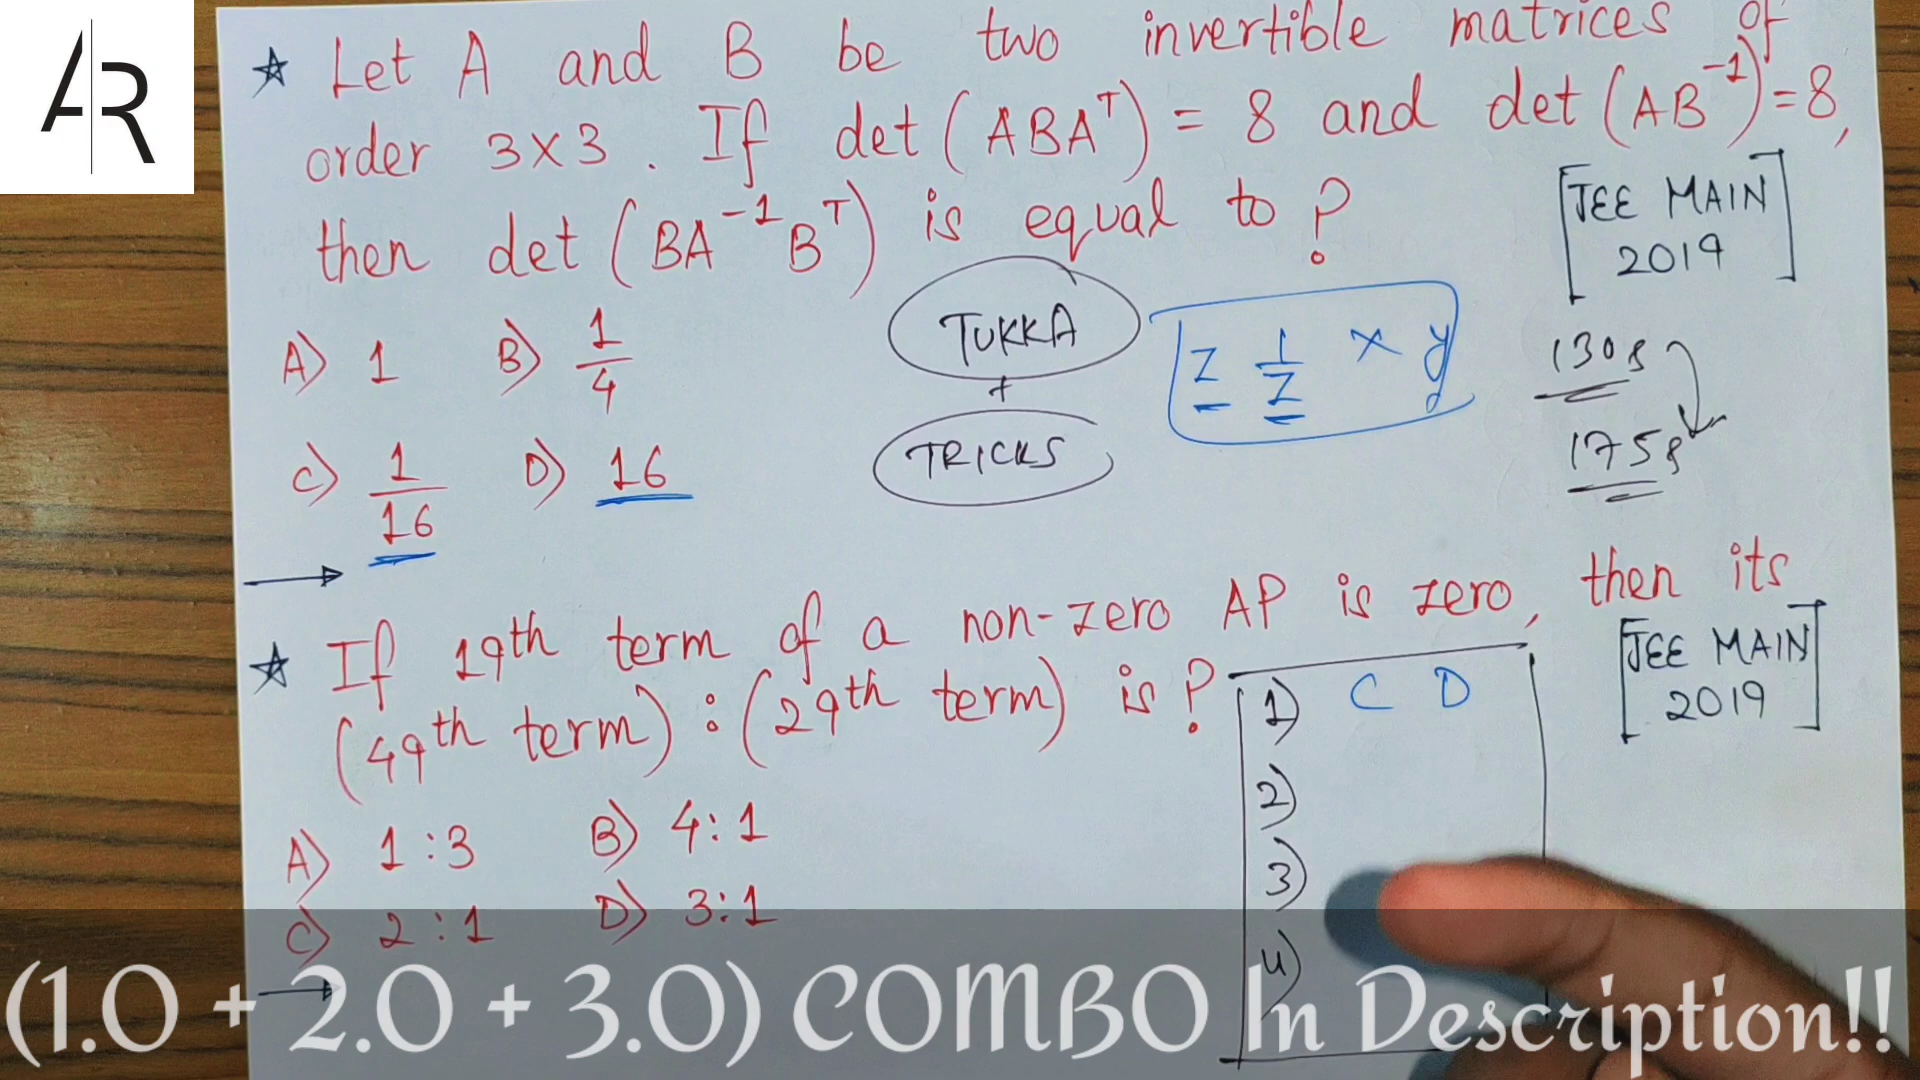 AR
☆ Let A and B be two invertible matrices of
order 3×3. If det (ABAᵀ) = 8 and det (AB⁻¹) = 8,
then det (BA⁻¹Bᵀ) is equal to ?
[JEE MAIN
2019]
A) 1 B) 1/4
C) 1/16 D) 16
TUKKA
+
TRICKS
z 1/z x y
130
175
☆ If 19th term of a non-zero AP is zero, then its
(49th term) : (29th term) is ?
[JEE MAIN
2019]
A) 1:3 B) 4:1
C) 2:1 D) 3:1
1) C D
2)
3)
4)
(1.0 + 2.0 + 3.0) COMBO In Description!!